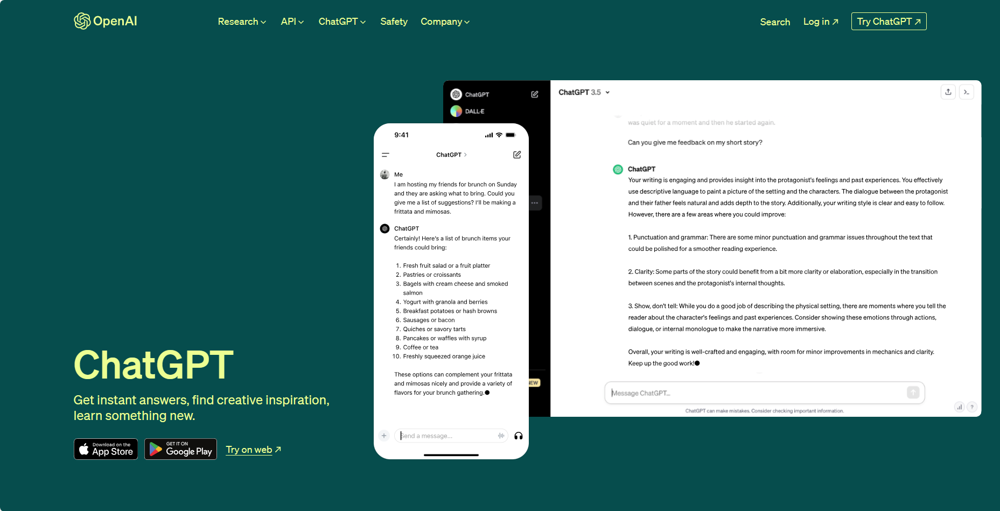 OpenAI
Research
API
ChatGPT
Safety
Company
Search
Log in
Try ChatGPT
ChatGPT
Get instant answers, find creative inspiration,
learn something new.
Download on the
App Store
GET IT ON
Google Play
Try on web
9:41
ChatGPT
Me
I am hosting my friends for brunch on Sunday
and they are asking what to bring. Could you
give me a list of suggestions? I'll be making a
frittata and mimosas.
ChatGPT
Certainly! Here's a list of brunch items your
friends could bring:
1. Fresh fruit salad or a fruit platter
2. Pastries or croissants
3. Bagels with cream cheese and smoked
salmon
4. Yogurt with granola and berries
5. Breakfast potatoes or hash browns
6. Sausages or bacon
7. Quiches or savory tarts
8. Pancakes or waffles with syrup
9. Coffee or tea
10. Freshly squeezed orange juice
These options can complement your frittata
and mimosas nicely and provide a variety of
flavors for your brunch gathering.
Send a message...
ChatGPT
DALL·E
NEW
ChatGPT 3.5
was quiet for a moment and then he started again.
Can you give me feedback on my short story?
ChatGPT
Your writing is engaging and provides insight into the protagonist's feelings and past experiences. You effectively
use descriptive language to paint a picture of the setting and the characters. The dialogue between the protagonist
and their father feels natural and adds depth to the story. Additionally, your writing style is clear and easy to follow.
However, there are a few areas where you could improve:
1. Punctuation and grammar: There are some minor punctuation and grammar issues throughout the text that
could be polished for a smoother reading experience.
2. Clarity: Some parts of the story could benefit from a bit more clarity or elaboration, especially in the transition
between scenes and the protagonist's internal thoughts.
3. Show, don't tell: While you do a good job of describing the physical setting, there are moments where you tell the
reader about the character's feelings and past experiences. Consider showing these emotions through actions,
dialogue, or internal monologue to make the narrative more immersive.
Overall, your writing is well-crafted and engaging, with room for minor improvements in mechanics and clarity.
Keep up the good work!
Message ChatGPT...
ChatGPT can make mistakes. Consider checking important information.
?